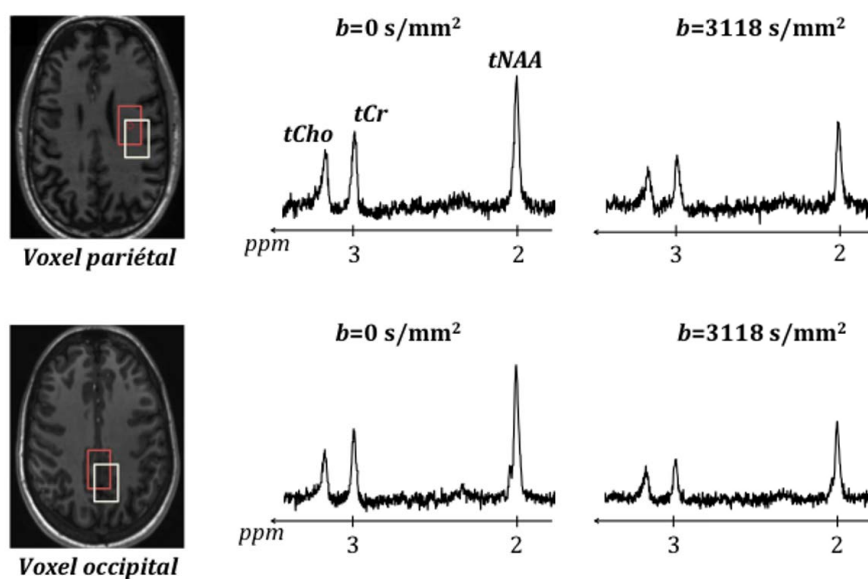 b=0 s/mm²
b=3118 s/mm²
tNAA
tCho
tCr
ppm
3
2
3
2
Voxel pariétal
b=0 s/mm²
b=3118 s/mm²
ppm
3
2
3
2
Voxel occipital